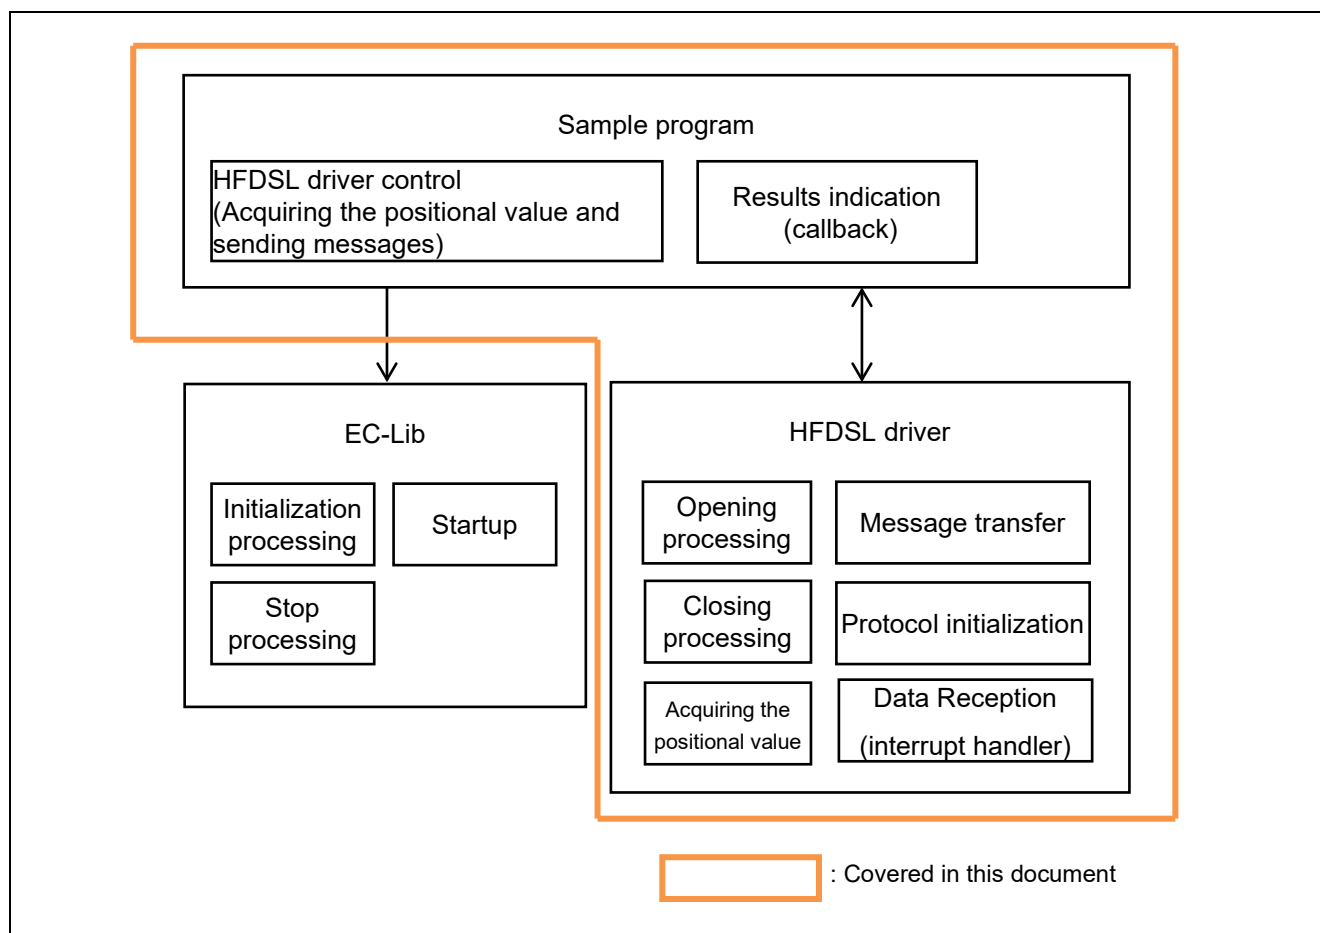 Sample program
HFDSL driver control
(Acquiring the positional value and
sending messages)
Results indication
(callback)
EC-Lib
Initialization
processing
Startup
Stop
processing
HFDSL driver
Opening
processing
Message transfer
Closing
processing
Protocol initialization
Acquiring the
positional value
Data Reception
(interrupt handler)
: Covered in this document